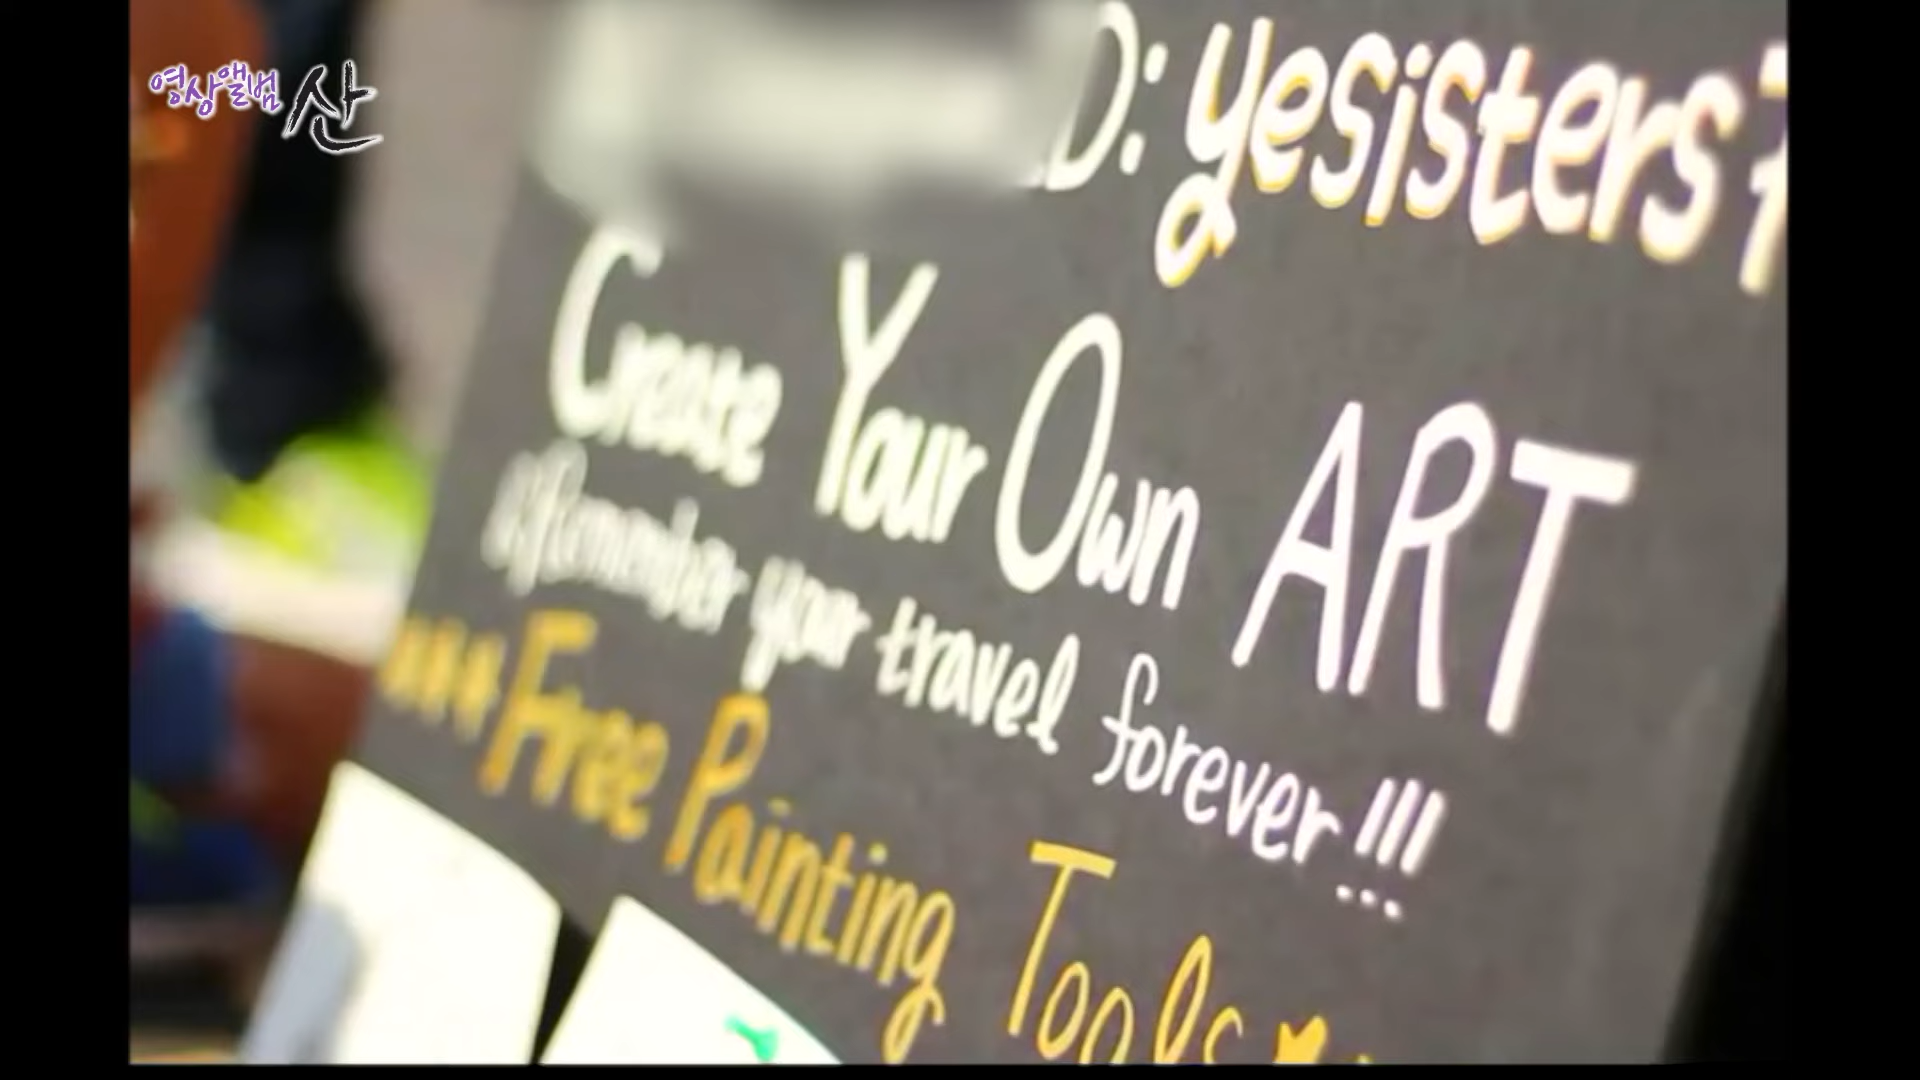 영상앨범 산
D: yesisters
Create Your Own ART
Remember your travel forever!!!
Free Painting Tools